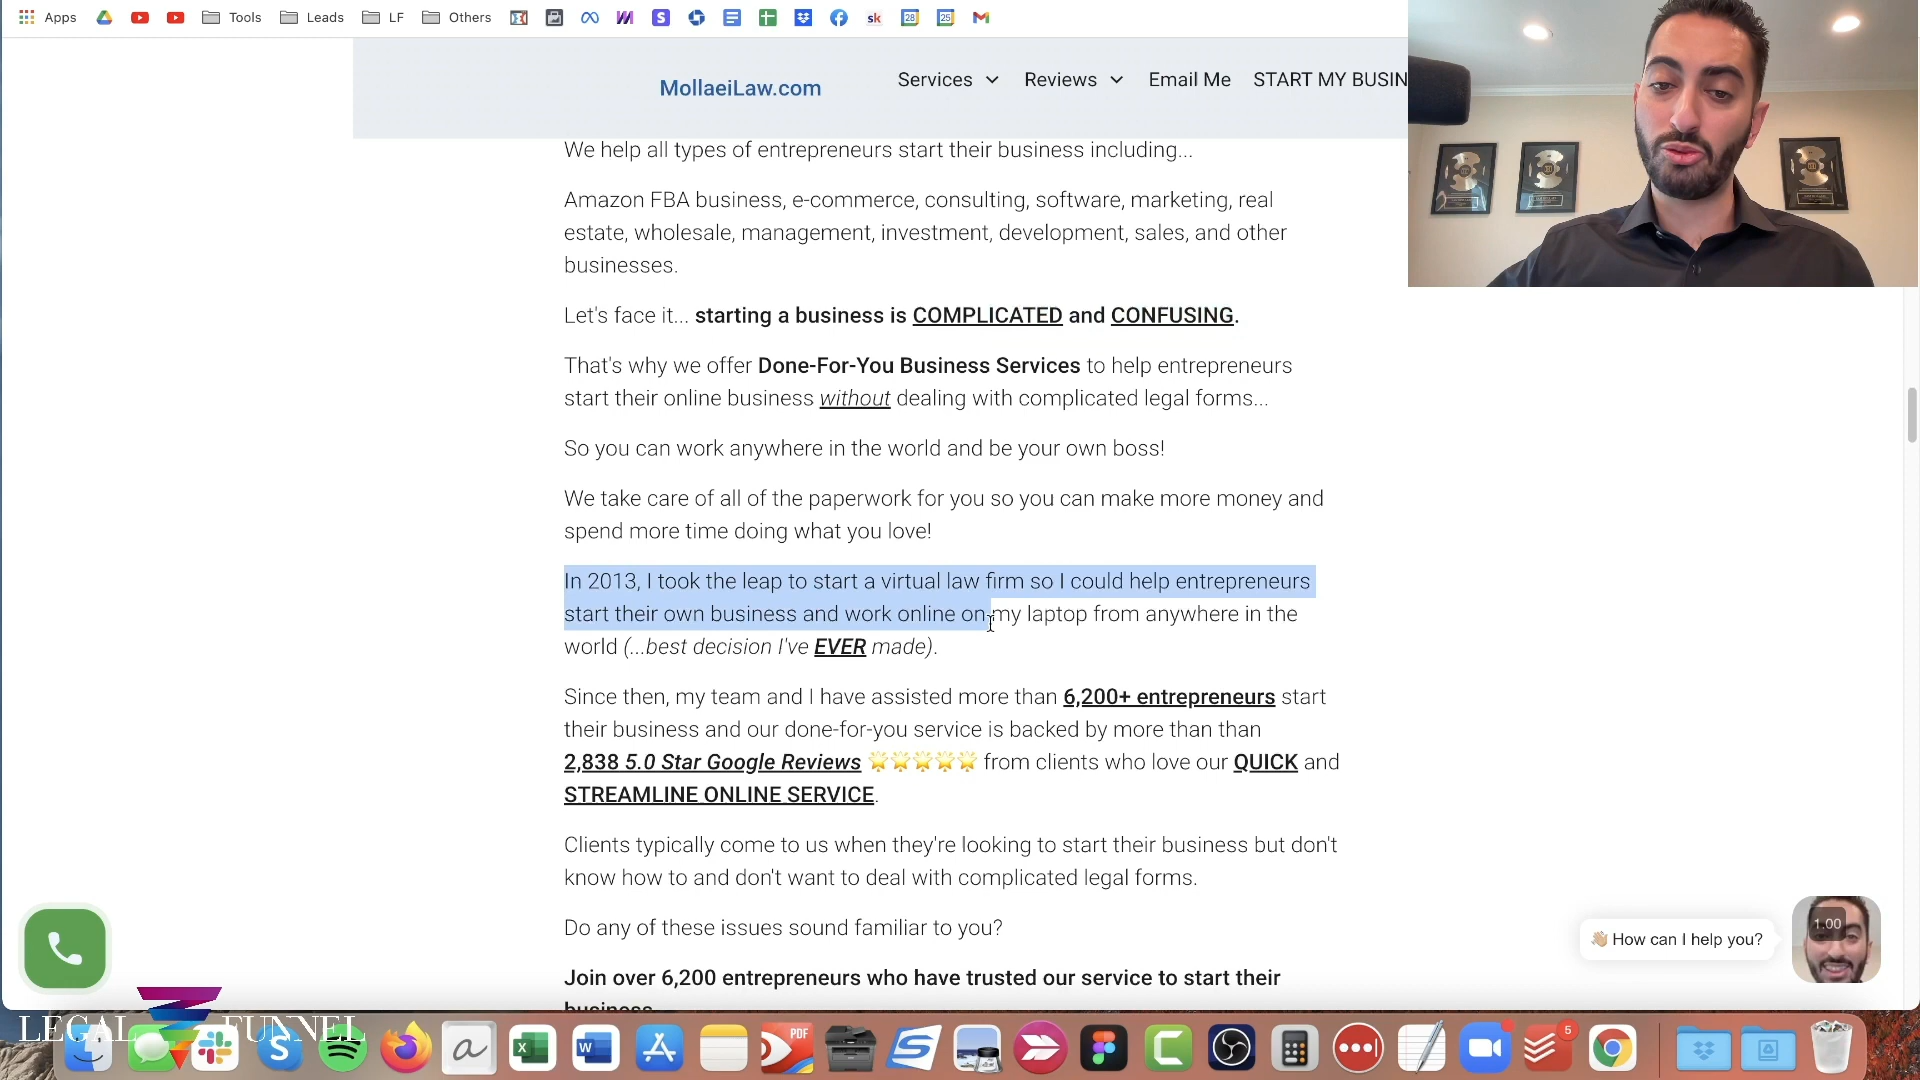 Apps Tools Leads LF Others
MollaeiLaw.com
Services Reviews Email Me START MY BUSIN
We help all types of entrepreneurs start their business including...
Amazon FBA business, e-commerce, consulting, software, marketing, real
estate, wholesale, management, investment, development, sales, and other
businesses.
Let's face it... starting a business is COMPLICATED and CONFUSING.
That's why we offer Done-For-You Business Services to help entrepreneurs
start their online business without dealing with complicated legal forms...
So you can work anywhere in the world and be your own boss!
We take care of all of the paperwork for you so you can make more money and
spend more time doing what you love!
In 2013, I took the leap to start a virtual law firm so I could help entrepreneurs
start their own business and work online on my laptop from anywhere in the
world (...best decision I've EVER made).
Since then, my team and I have assisted more than 6,200+ entrepreneurs start
their business and our done-for-you service is backed by more than than
2,838 5.0 Star Google Reviews 🌟🌟🌟🌟🌟 from clients who love our QUICK and
STREAMLINE ONLINE SERVICE.
Clients typically come to us when they're looking to start their business but don't
know how to and don't want to deal with complicated legal forms.
Do any of these issues sound familiar to you?
Join over 6,200 entrepreneurs who have trusted our service to start their
business
👋🏼 How can I help you?
1.00
LEGAL FUNNEL
PDF
5